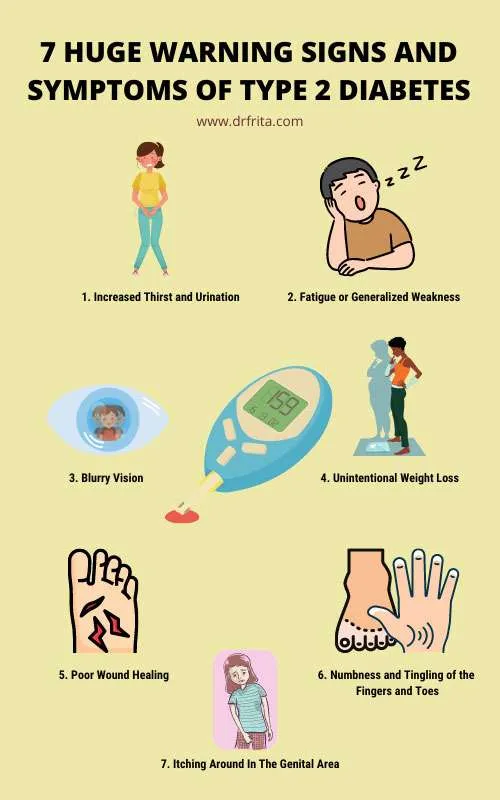 7 HUGE WARNING SIGNS AND
SYMPTOMS OF TYPE 2 DIABETES
www.drfrita.com
z z Z Z
1. Increased Thirst and Urination
2. Fatigue or Generalized Weakness
159
3. Blurry Vision
4. Unintentional Weight Loss
5. Poor Wound Healing
6. Numbness and Tingling of the
Fingers and Toes
7. Itching Around In The Genital Area